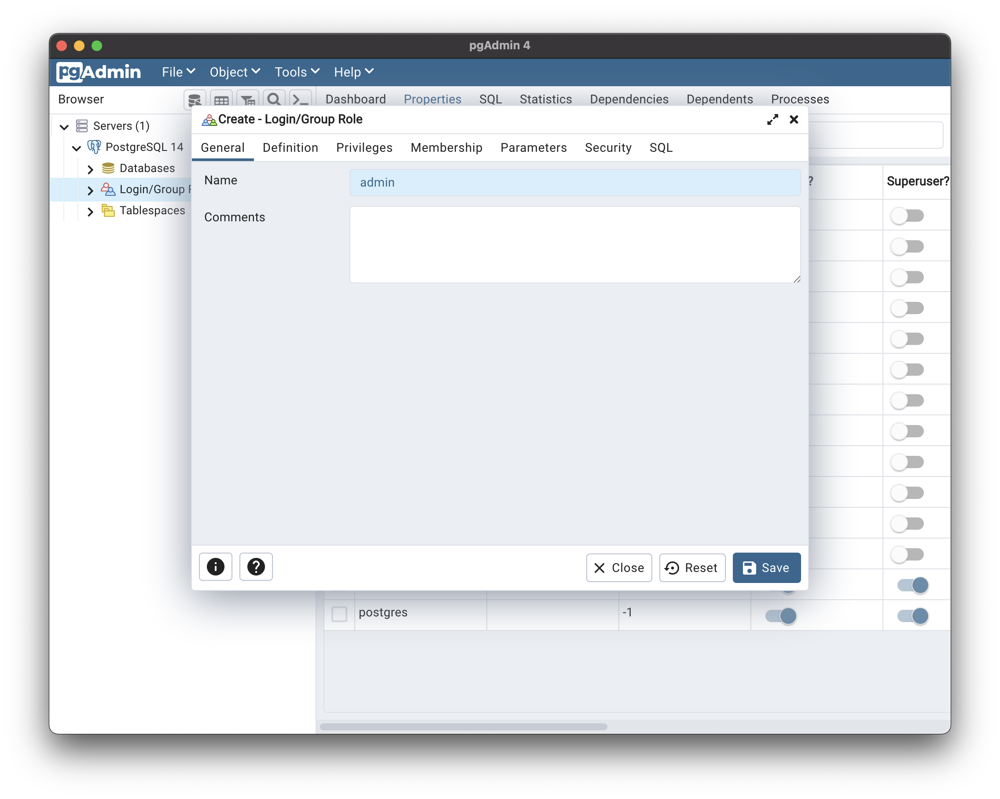 pgAdmin 4
pgAdmin File Object Tools Help
Browser Dashboard Properties SQL Statistics Dependencies Dependents Processes
Create - Login/Group Role
Servers (1)
PostgreSQL 14
Databases
Login/Group
Tablespaces
General Definition Privileges Membership Parameters Security SQL
Name admin
Comments
? Superuser?
Close Reset Save
postgres -1